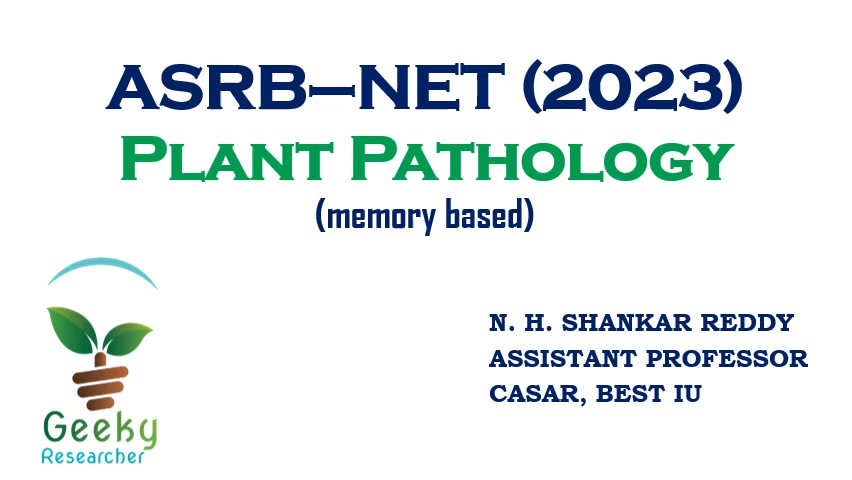 ASRB–NET (2023)
PLANT PATHOLOGY
(memory based)
N. H. SHANKAR REDDY
ASSISTANT PROFESSOR
CASAR, BEST IU
Geeky
Researcher